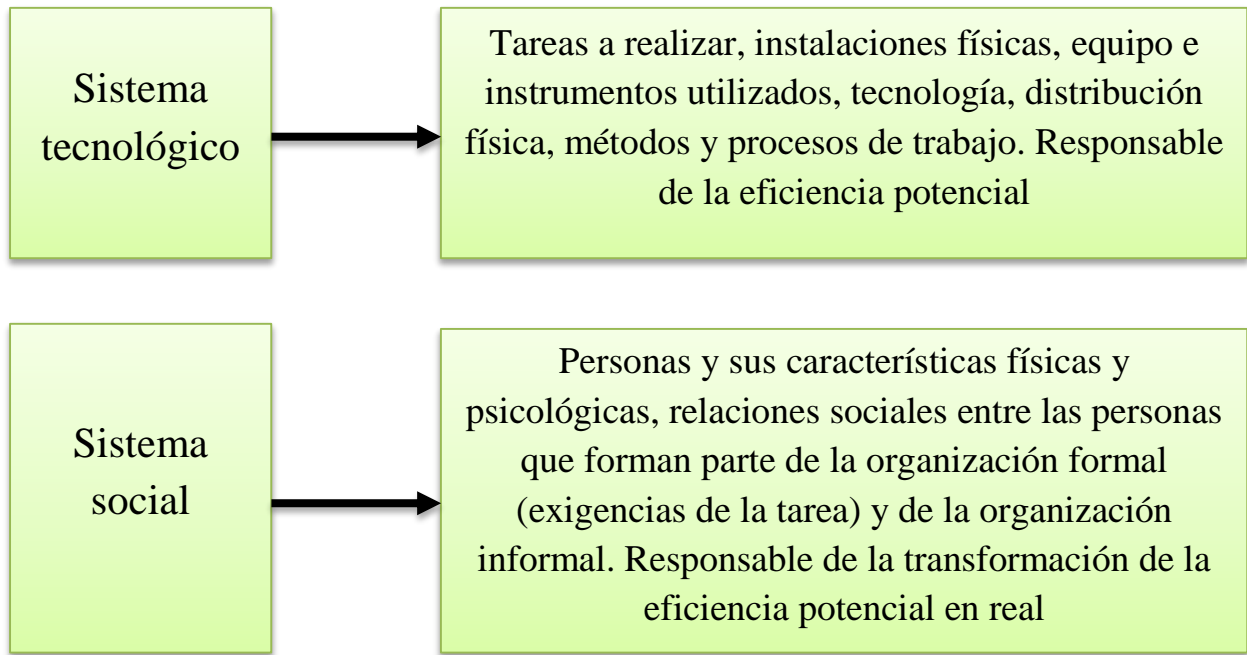 Sistema
tecnológico
Tareas a realizar, instalaciones físicas, equipo e
instrumentos utilizados, tecnología, distribución
física, métodos y procesos de trabajo. Responsable
de la eficiencia potencial
Sistema
social
Personas y sus características físicas y
psicológicas, relaciones sociales entre las personas
que forman parte de la organización formal
(exigencias de la tarea) y de la organización
informal. Responsable de la transformación de la
eficiencia potencial en real